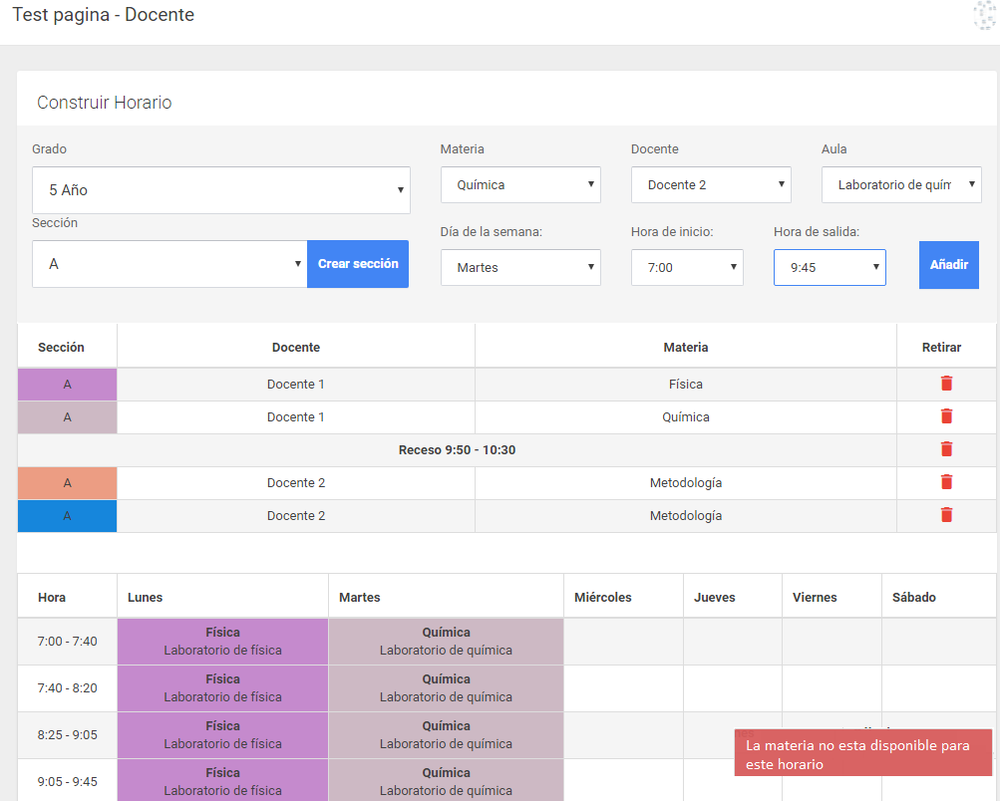 Test pagina - Docente
Construir Horario
Grado
Materia
Docente
Aula
5 Año
Química
Docente 2
Laboratorio de quím
Sección
Día de la semana:
Hora de inicio:
Hora de salida:
A
Crear sección
Martes
7:00
9:45
Añadir
Sección Docente Materia Retirar
A Docente 1 Física
A Docente 1 Química
Receso 9:50 - 10:30
A Docente 2 Metodología
A Docente 2 Metodología
Hora Lunes Martes Miércoles Jueves Viernes Sábado
7:00 - 7:40
Física
Laboratorio de física
Química
Laboratorio de química
7:40 - 8:20
Física
Laboratorio de física
Química
Laboratorio de química
8:25 - 9:05
Física
Laboratorio de física
Química
Laboratorio de química
9:05 - 9:45
Física
Laboratorio de física
Química
Laboratorio de química
La materia no esta disponible para
este horario